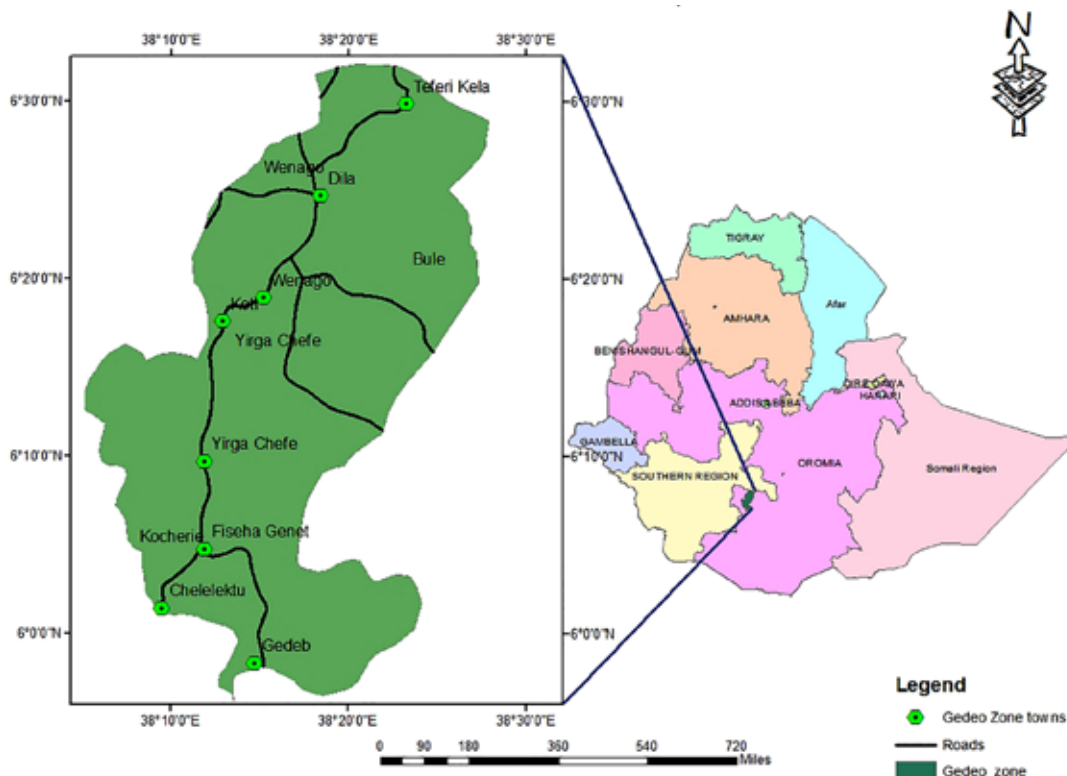 38°10'0"E
38°20'0"E
38°30'0"E
N
6°30'0"N
6°30'0"N
Teferi Kela
Wenago
Dila
Bule
6°20'0"N
6°20'0"N
Wenago
Yirga Chefe
6°10'0"N
6°10'0"N
Yirga Chefe
Kocherie
Fiseha Genet
Chelelektu
6°0'0"N
6°0'0"N
Gedeb
38°10'0"E
38°20'0"E
38°30'0"E
TIGRAY
Afar
AMHARA
BENISHANGUL-GUM
DIRE DAWA
HARARI
ADDIS ABEBA
GAMBELLA
SOUTHERN REGION
OROMIA
Somali Region
Legend
Gedeo Zone towns
Roads
Gedeo zone
0 90 180 360 540 720
Miles